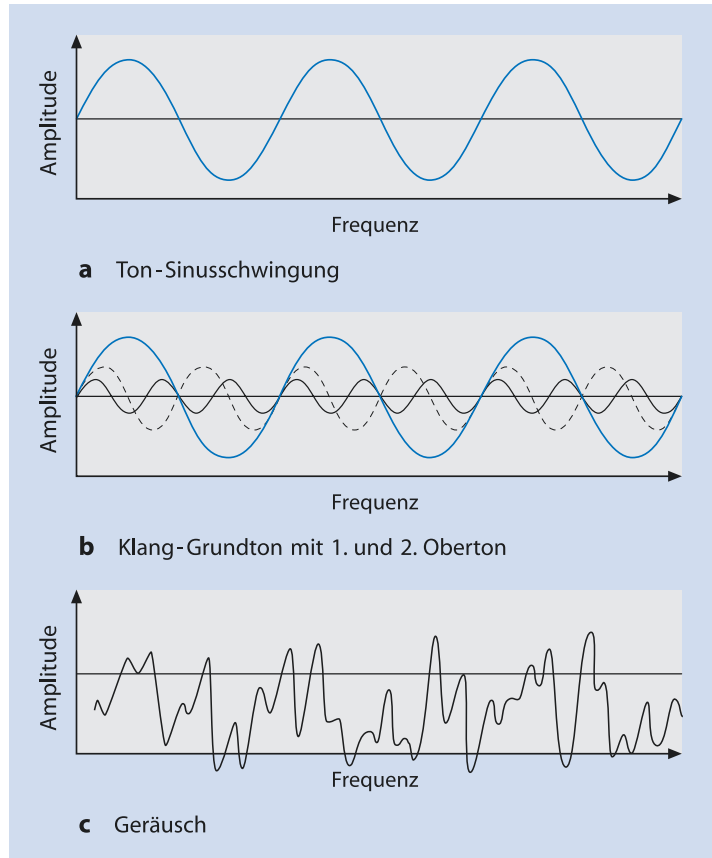 Amplitude
Frequenz
a Ton-Sinusschwingung
Amplitude
Frequenz
b Klang-Grundton mit 1. und 2. Oberton
Amplitude
Frequenz
c Geräusch